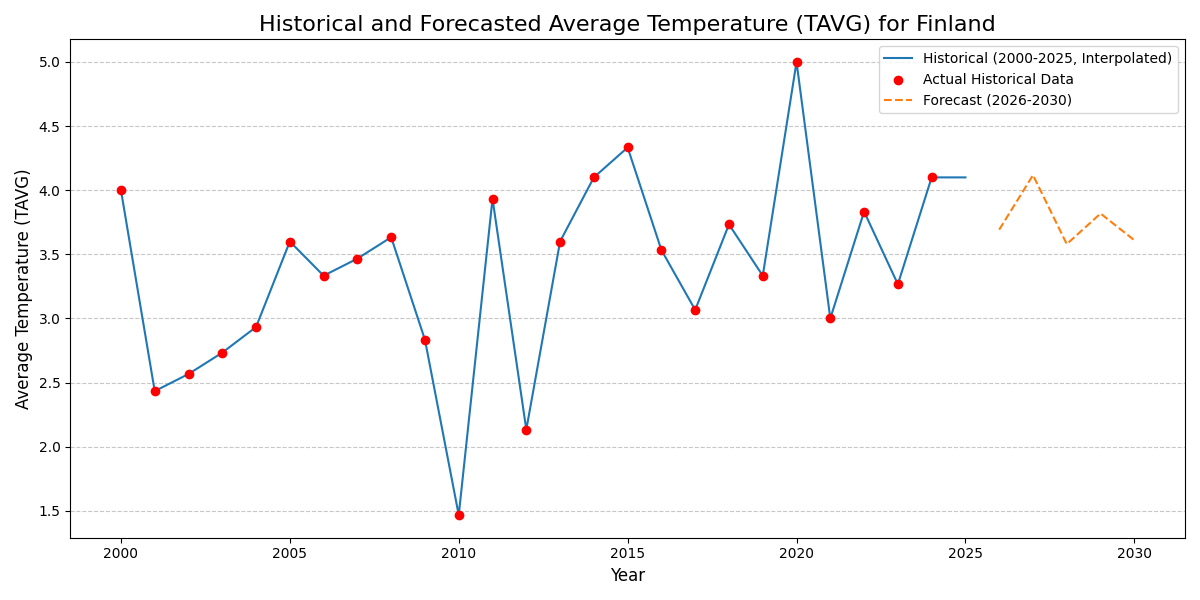 Historical and Forecasted Average Temperature (TAVG) for Finland
Historical (2000-2025, Interpolated)
Actual Historical Data
Forecast (2026-2030)
Average Temperature (TAVG)
5.0
4.5
4.0
3.5
3.0
2.5
2.0
1.5
2000 2005 2010 2015 2020 2025 2030
Year